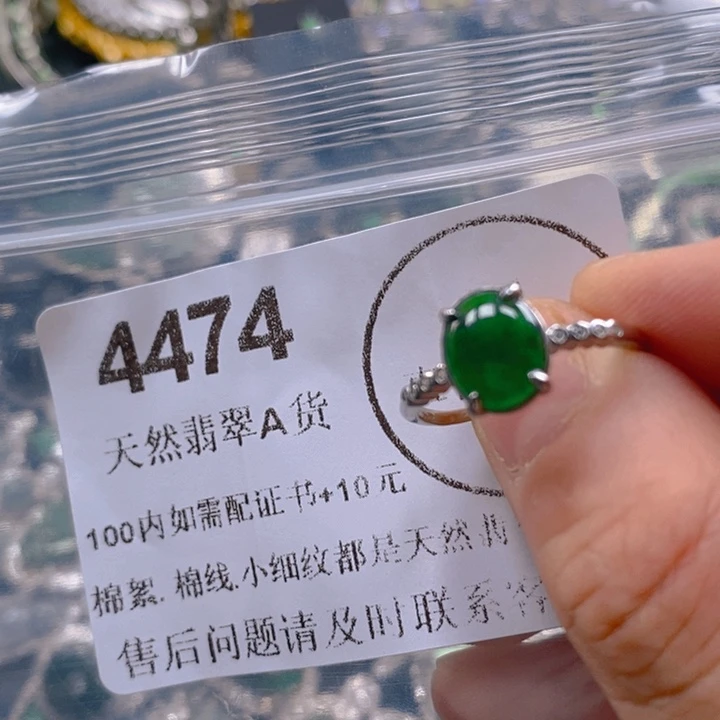 4474
天然翡翠A货
100内如需配证书+10元
棉絮.棉线.小细纹都是天然翡
售后问题请及时联系客